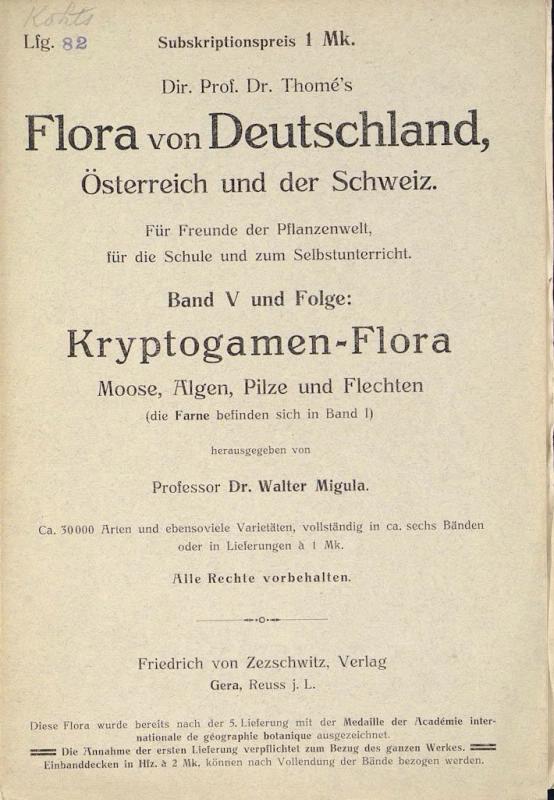 Kohts
Lfg. 82
Subskriptionspreis 1 Mk.
Dir. Prof. Dr. Thomé's
Flora von Deutschland,
Österreich und der Schweiz.
Für Freunde der Pflanzenwelt,
für die Schule und zum Selbstunterricht.
Band V und Folge:
Kryptogamen-Flora
Moose, Algen, Pilze und Flechten
(die Farne befinden sich in Band I)
herausgegeben von
Professor Dr. Walter Migula.
Ca. 30000 Arten und ebensoviele Varietäten, vollständig in ca. sechs Bänden
oder in Lieferungen à 1 Mk.
Alle Rechte vorbehalten.
Friedrich von Zezschwitz, Verlag
Gera, Reuss j. L.
Diese Flora wurde bereits nach der 5. Lieferung mit der Medaille der Académie inter-
nationale de géographie botanique ausgezeichnet.
Die Annahme der ersten Lieferung verpflichtet zum Bezug des ganzen Werkes.
Einbanddecken in Hfz. à 2 Mk. können nach Vollendung der Bände bezogen werden.